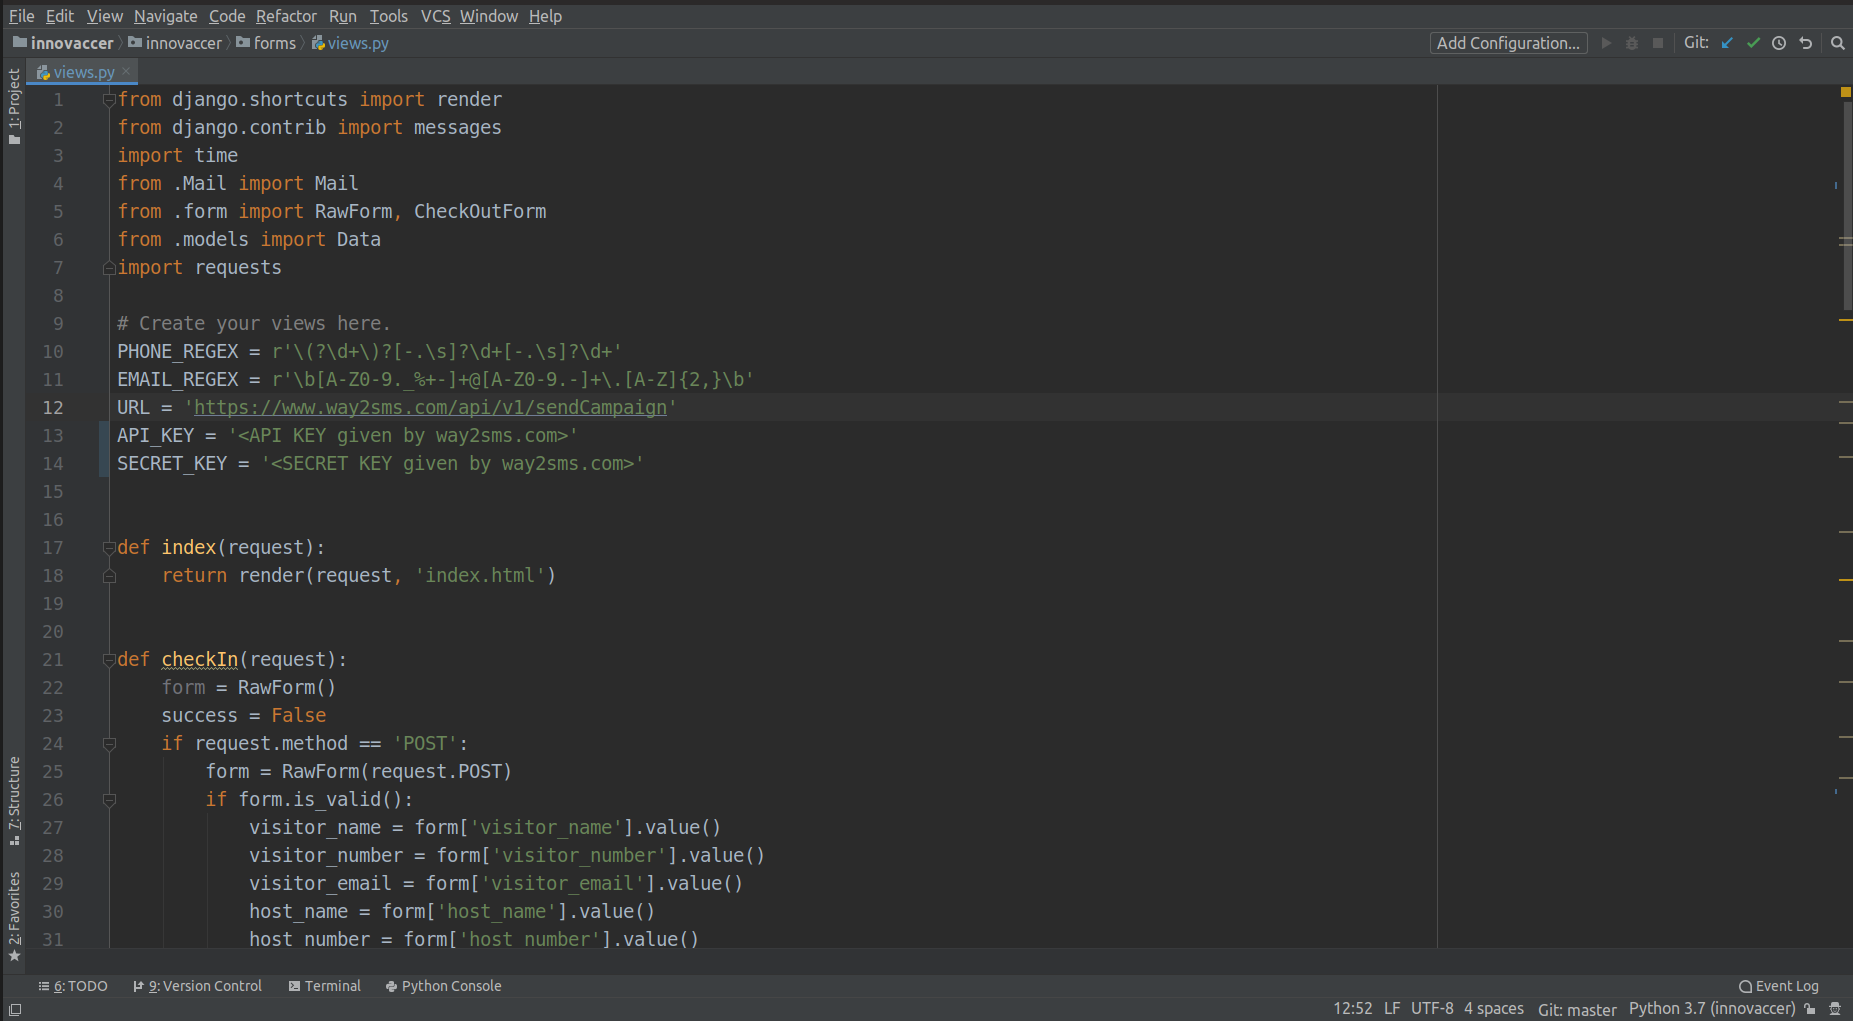 File Edit View Navigate Code Refactor Run Tools VCS Window Help
innovaccer innovaccer forms views.py Add Configuration... Git:
views.py
1: Project
7: Structure
2: Favorites
1 from django.shortcuts import render
2 from django.contrib import messages
3 import time
4 from .Mail import Mail
5 from .form import RawForm, CheckOutForm
6 from .models import Data
7 import requests
8
9 # Create your views here.
10 PHONE_REGEX = r'\(?\d+\)?[-.\s]?\d+[-.\s]?\d+'
11 EMAIL_REGEX = r'\b[A-Z0-9._%+-]+@[A-Z0-9.-]+\.[A-Z]{2,}\b'
12 URL = 'https://www.way2sms.com/api/v1/sendCampaign'
13 API_KEY = '<API KEY given by way2sms.com>'
14 SECRET_KEY = '<SECRET KEY given by way2sms.com>'
15
16
17 def index(request):
18     return render(request, 'index.html')
19
20
21 def checkIn(request):
22     form = RawForm()
23     success = False
24     if request.method == 'POST':
25         form = RawForm(request.POST)
26         if form.is_valid():
27             visitor_name = form['visitor_name'].value()
28             visitor_number = form['visitor_number'].value()
29             visitor_email = form['visitor_email'].value()
30             host_name = form['host_name'].value()
31             host_number = form['host_number'].value()
6: TODO 9: Version Control Terminal Python Console Event Log
12:52 LF UTF-8 4 spaces Git: master Python 3.7 (innovaccer)